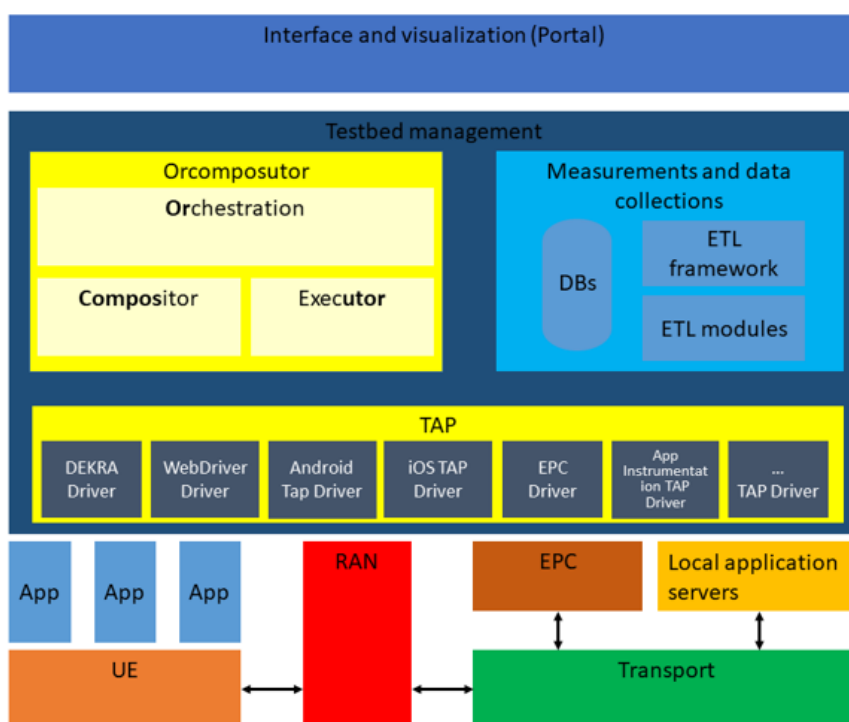 Interface and visualization (Portal)
Testbed management
Orcomposutor
Orchestration
Compositor
Executor
Measurements and data
collections
DBs
ETL
framework
ETL modules
TAP
DEKRA
Driver
WebDriver
Driver
Android
Tap Driver
iOS TAP
Driver
EPC
Driver
App
Instrumentat
ion TAP
Driver
...
TAP Driver
App
App
App
UE
RAN
EPC
Local application
servers
Transport